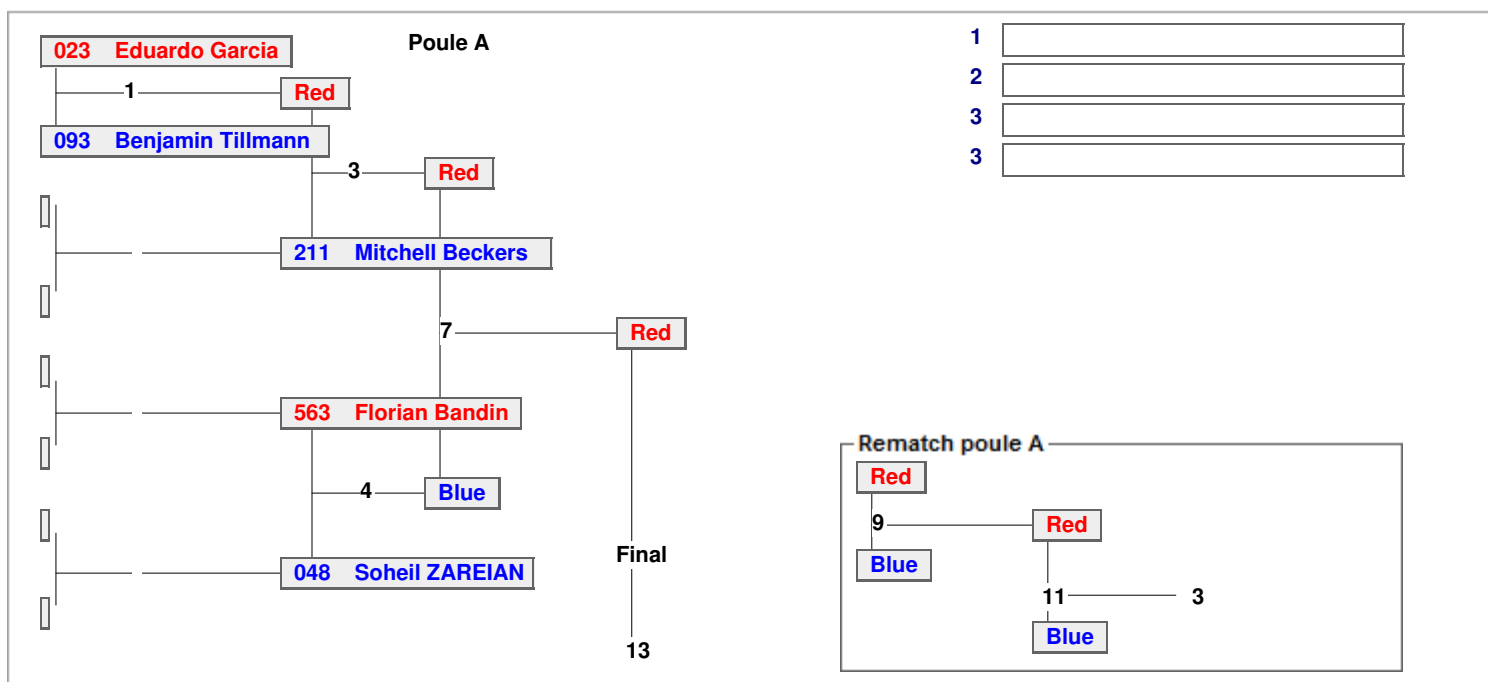 Poule A
023 Eduardo Garcia
1
Red
093 Benjamin Tillmann
3
Red
211 Mitchell Beckers
7
Red
563 Florian Bandin
4
Blue
048 Soheil ZAREIAN
Final
13
1
2
3
3
Rematch poule A
Red
9
Red
Blue
11
3
Blue